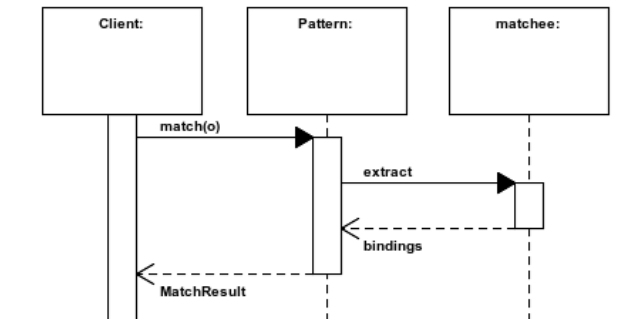 Client:
Pattern:
matchee:
match(o)
extract
bindings
MatchResult